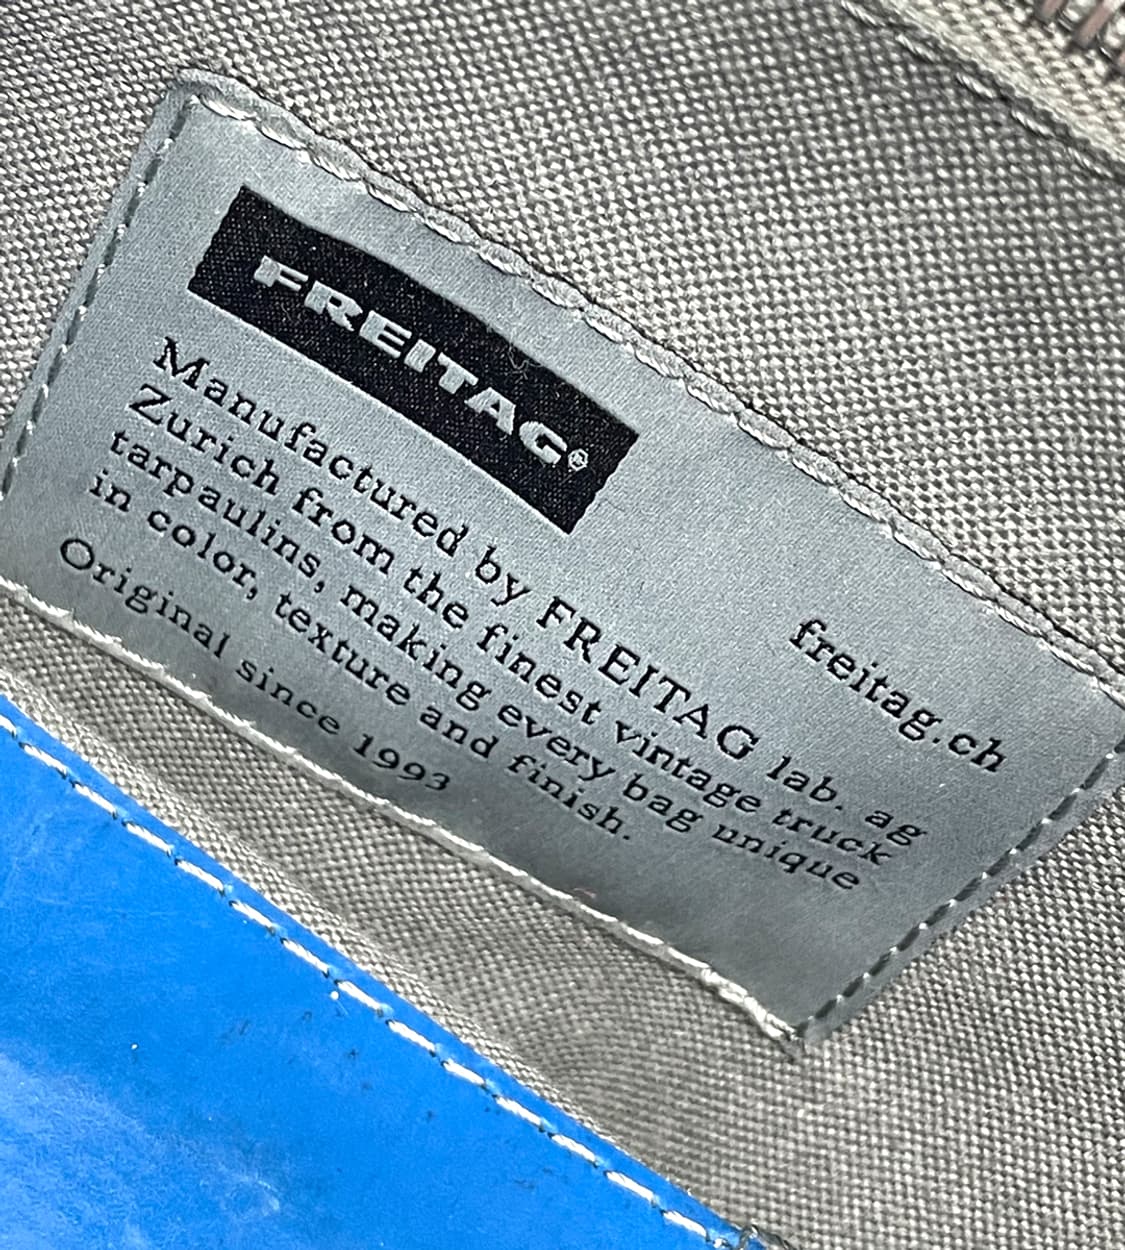 FREITAG®
freitag.ch
Manufactured by FREITAG lab. ag
Zurich from the finest vintage truck
tarpaulins, making every bag unique
in color, texture and finish.
Original since 1993